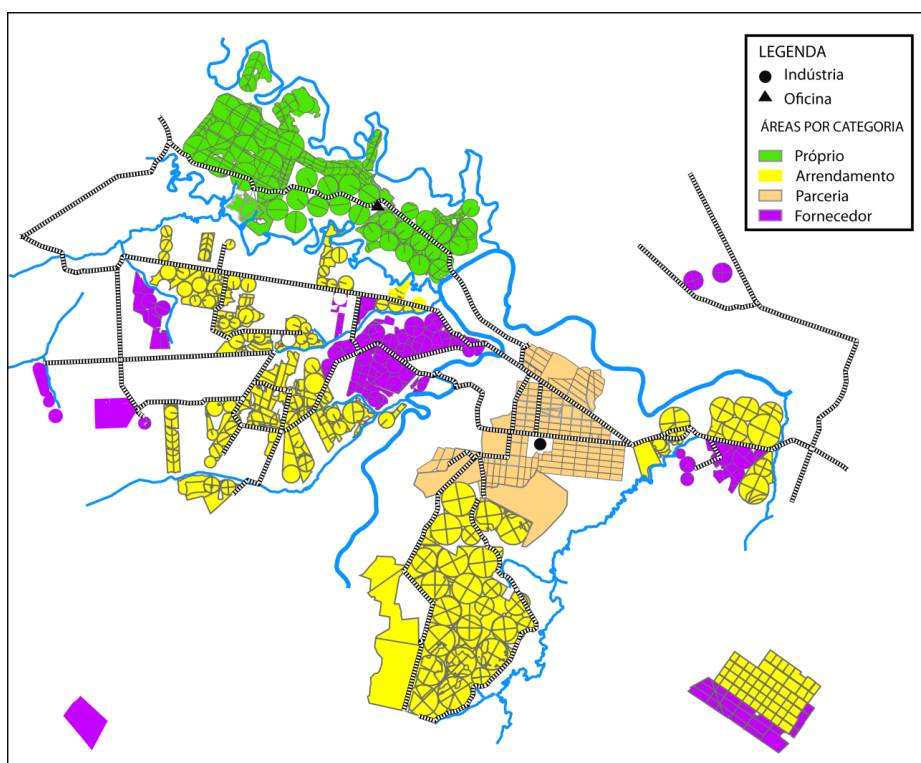 LEGENDA
Indústria
Oficina
ÁREAS POR CATEGORIA
Próprio
Arrendamento
Parceria
Fornecedor